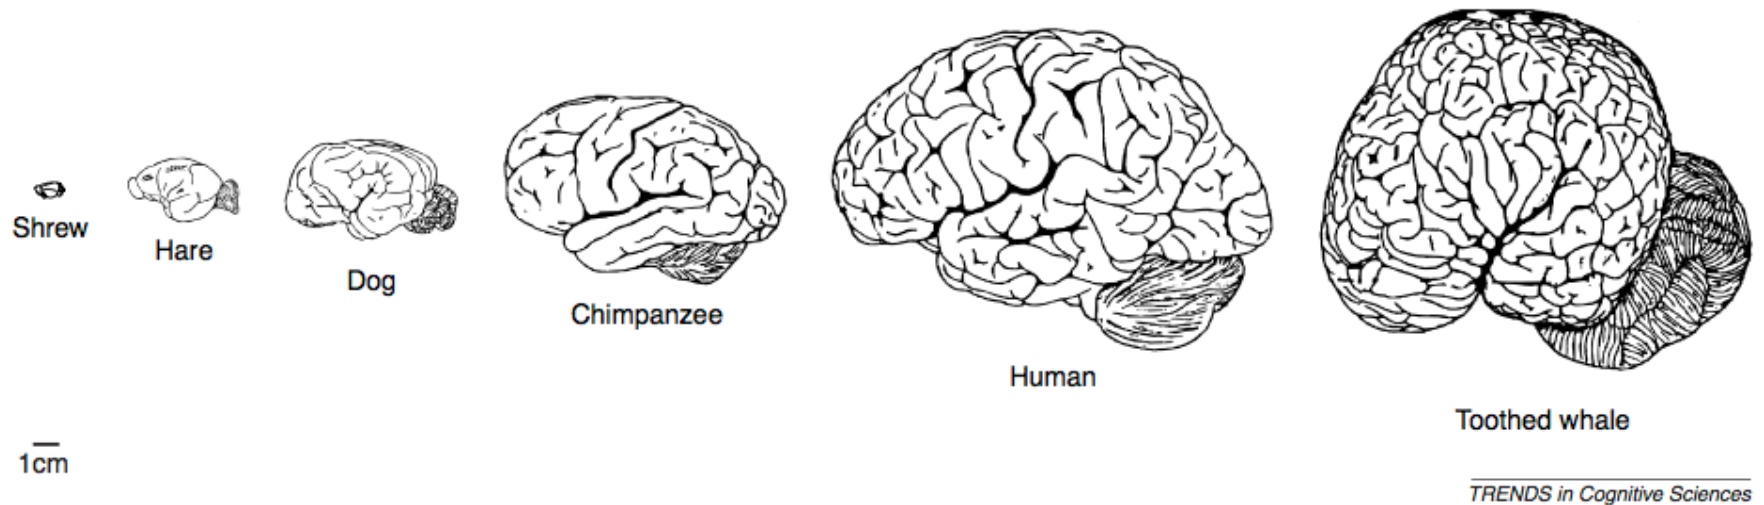 Shrew
Hare
Dog
Chimpanzee
Human
Toothed whale
1cm
TRENDS in Cognitive Sciences